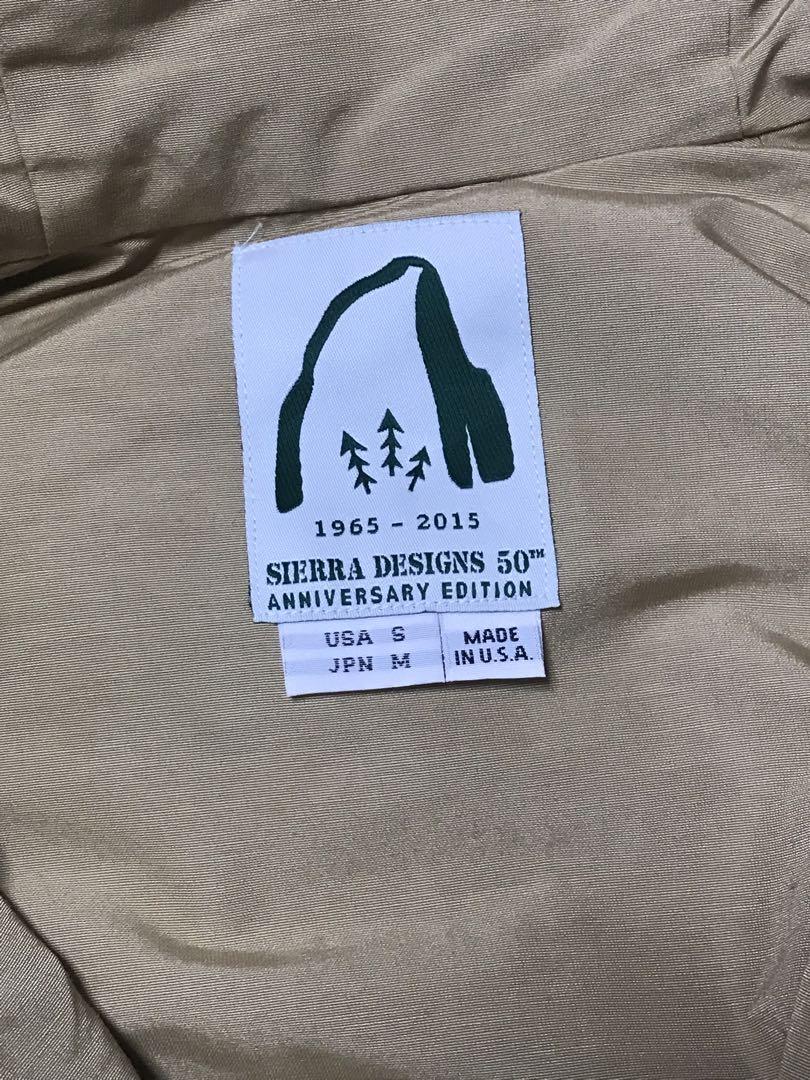 1965 - 2015
SIERRA DESIGNS 50TH
ANNIVERSARY EDITION
USA S
JPN M
MADE
IN U.S.A.